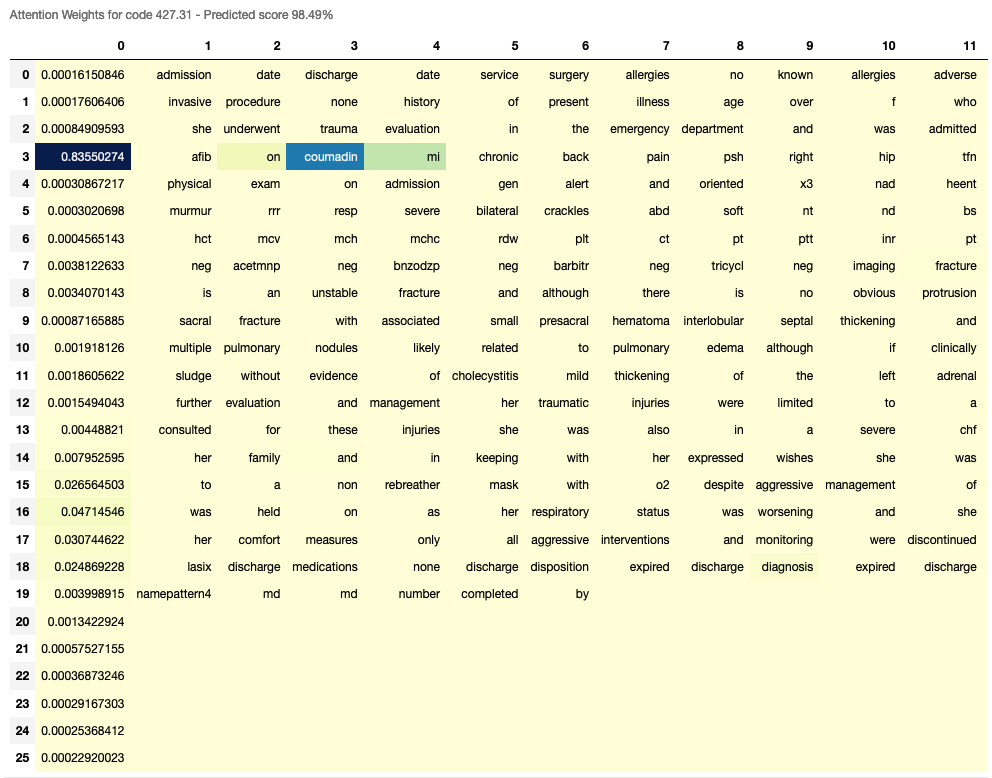 Attention Weights for code 427.31 - Predicted score 98.49%
0 1 2 3 4 5 6 7 8 9 10 11
0 0.00016150846 admission date discharge date service surgery allergies no known allergies adverse
1 0.00017606406 invasive procedure none history of present illness age over f who
2 0.00084909593 she underwent trauma evaluation in the emergency department and was admitted
3 0.83550274 afib on coumadin mi chronic back pain psh right hip tfn
4 0.00030867217 physical exam on admission gen alert and oriented x3 nad heent
5 0.0003020698 murmur rrr resp severe bilateral crackles abd soft nt nd bs
6 0.0004565143 hct mcv mch mchc rdw plt ct pt ptt inr pt
7 0.0038122633 neg acetmnp neg bnzodzp neg barbitr neg tricycl neg imaging fracture
8 0.0034070143 is an unstable fracture and although there is no obvious protrusion
9 0.00087165885 sacral fracture with associated small presacral hematoma interlobular septal thickening and
10 0.001918126 multiple pulmonary nodules likely related to pulmonary edema although if clinically
11 0.0018605622 sludge without evidence of cholecystitis mild thickening of the left adrenal
12 0.0015494043 further evaluation and management her traumatic injuries were limited to a
13 0.00448821 consulted for these injuries she was also in a severe chf
14 0.007952595 her family and in keeping with her expressed wishes she was
15 0.026564503 to a non rebreather mask with o2 despite aggressive management of
16 0.04714546 was held on as her respiratory status was worsening and she
17 0.030744622 her comfort measures only all aggressive interventions and monitoring were discontinued
18 0.024869228 lasix discharge medications none discharge disposition expired discharge diagnosis expired discharge
19 0.003998915 namepattern4 md md number completed by
20 0.0013422924
21 0.00057527155
22 0.00036873246
23 0.00029167303
24 0.00025368412
25 0.00022920023